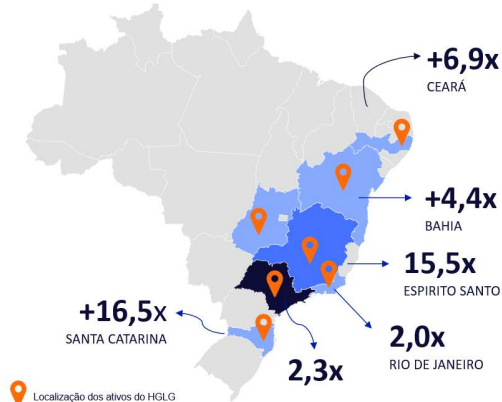 +6,9x
CEARÁ
+4,4x
BAHIA
15,5x
ESPIRITO SANTO
+16,5x
SANTA CATARINA
2,0x
RIO DE JANEIRO
2,3x
Localização dos ativos do HGLG